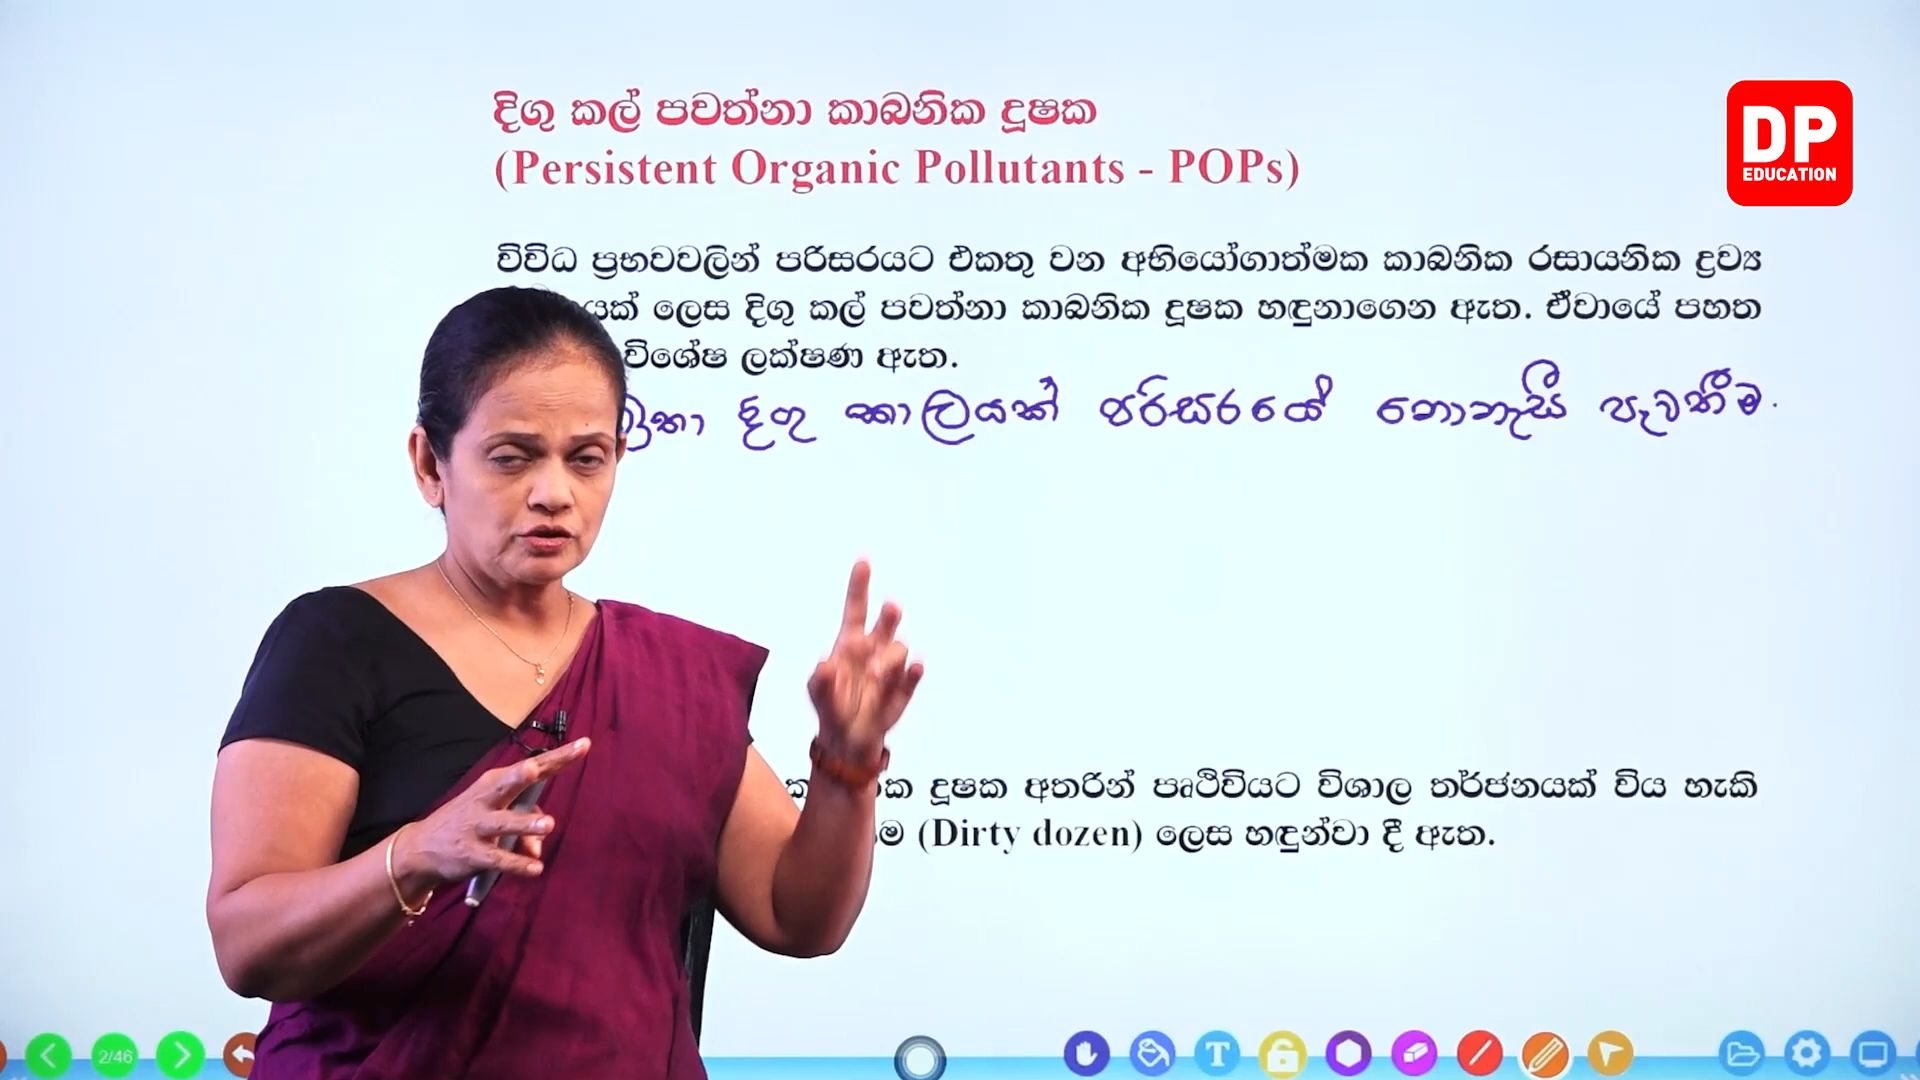 දිගු කල් පවත්නා කාබනික දූෂක
(Persistent Organic Pollutants - POPs)
DP
EDUCATION
විවිධ ප්‍රභවවලින් පරිසරයට එකතු වන අභියෝගාත්මක කාබනික රසායනික ද්‍රව්‍ය
ලෙස දිගු කල් පවත්නා කාබනික දූෂක හඳුනාගෙන ඇත. ඒවායේ පහත
විශේෂ ලක්ෂණ ඇත.
දිගු කාලයක් පරිසරයේ නොනැසී පැවතීම.
දූෂක අතරින් පෘථිවියට විශාල තර්ජනයක් විය හැකි
(Dirty dozen) ලෙස හඳුන්වා දී ඇත.
2/46
T